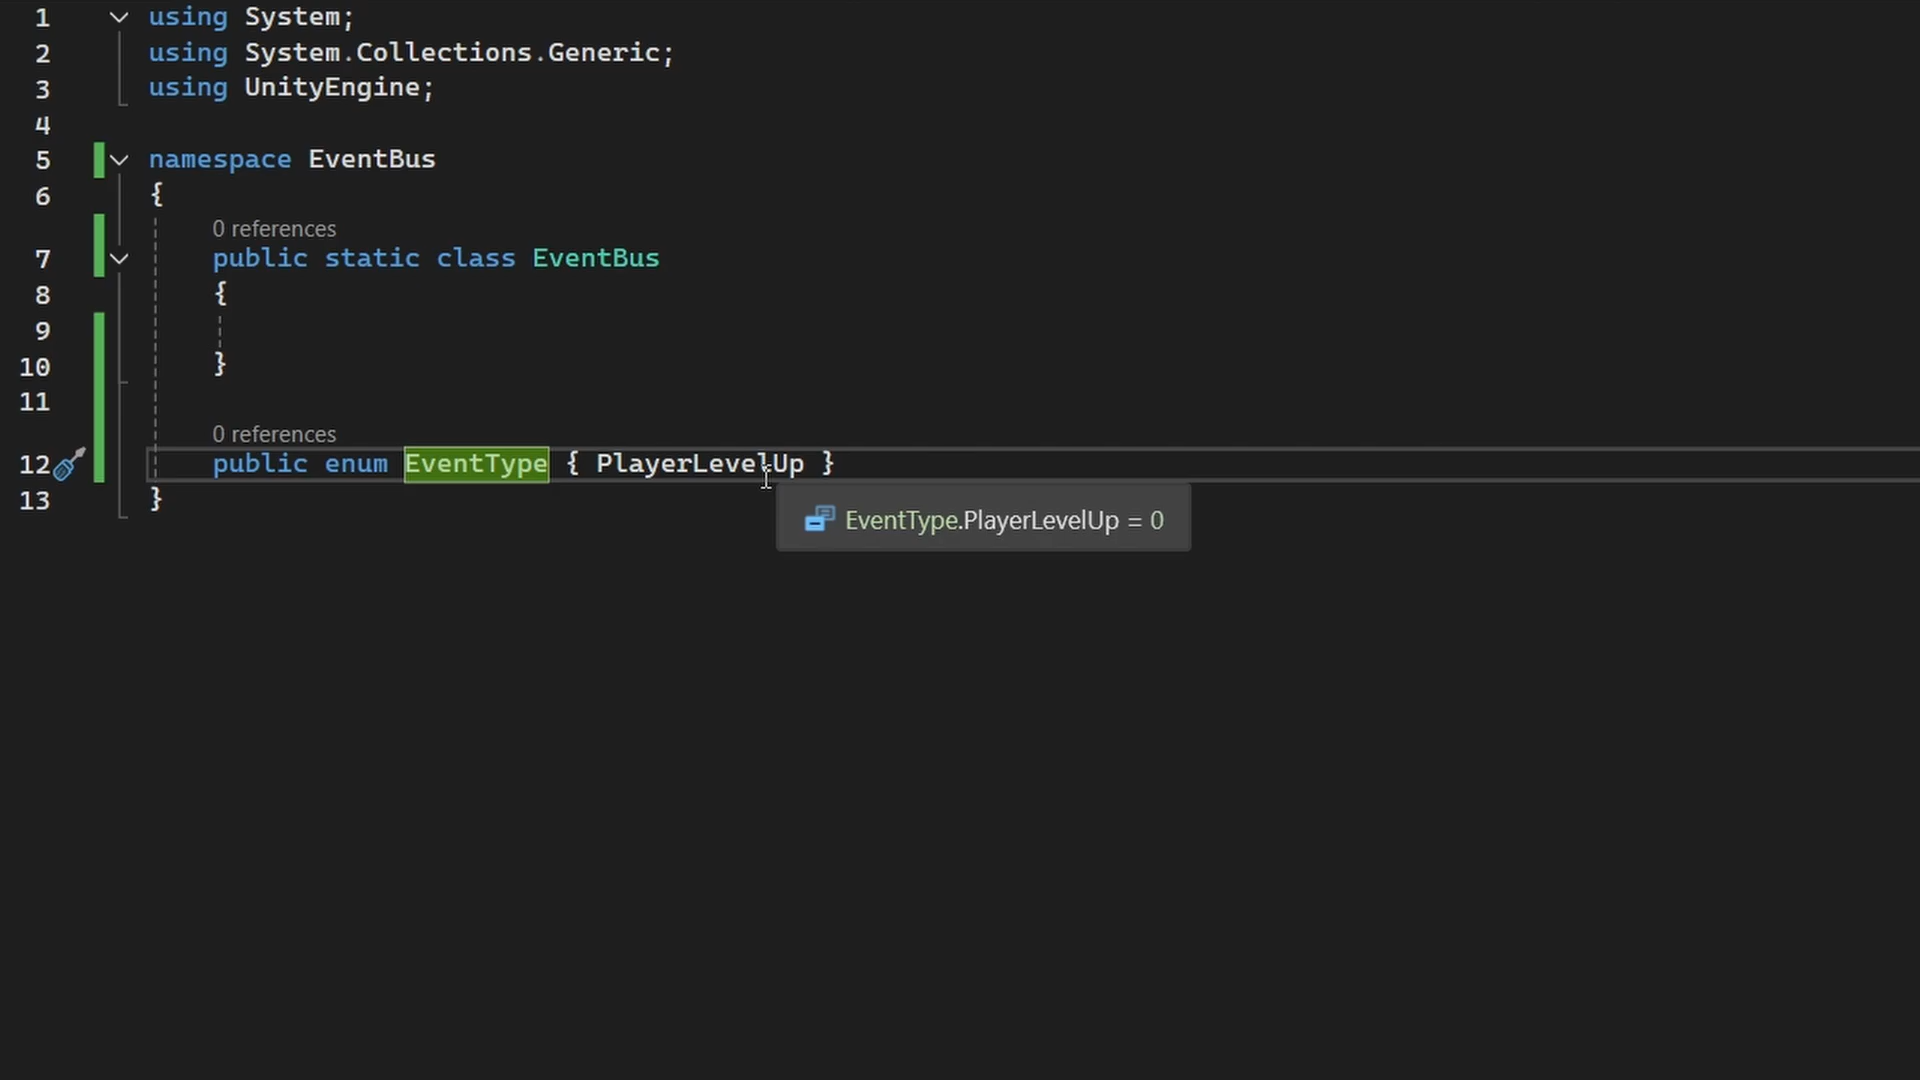 1 using System;
2 using System.Collections.Generic;
3 using UnityEngine;
4
5 namespace EventBus
6 {
0 references
7 public static class EventBus
8 {
9
10 }
11
0 references
12 public enum EventType { PlayerLevelUp }
13 }
EventType.PlayerLevelUp = 0